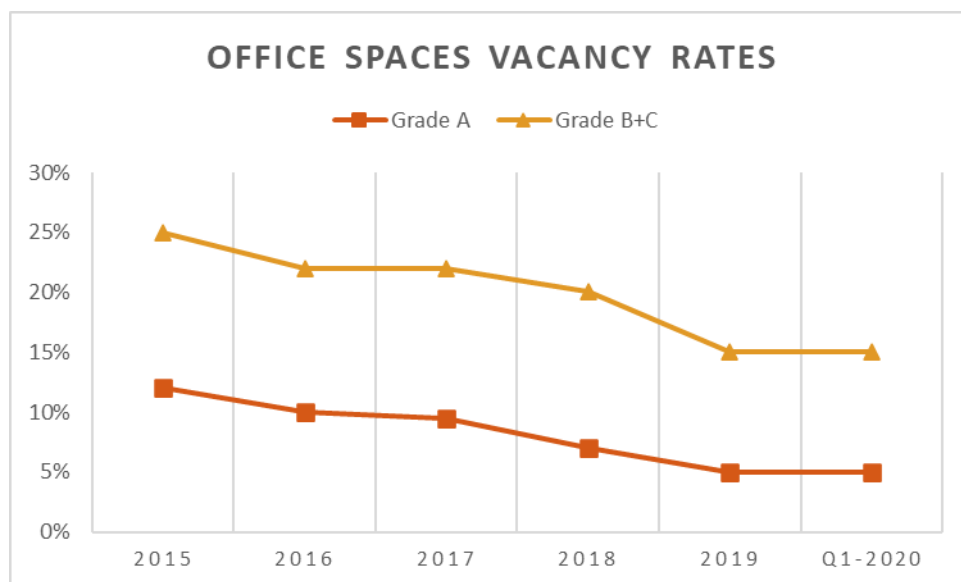 OFFICE SPACES VACANCY RATES
Grade A Grade B+C
30%
25%
20%
15%
10%
5%
0%
2015 2016 2017 2018 2019 Q1-2020